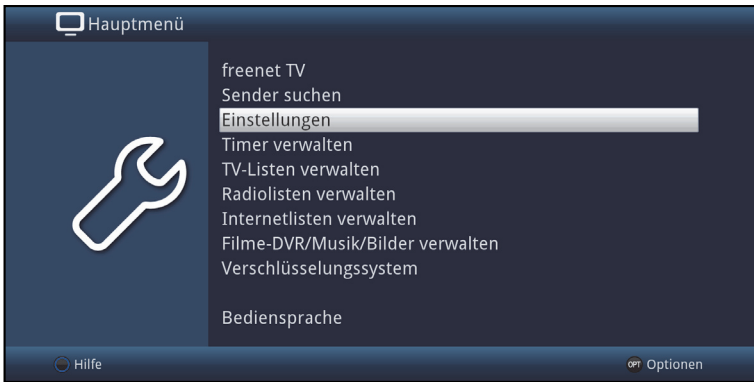 Hauptmenü
freenet TV
Sender suchen
Einstellungen
Timer verwalten
TV-Listen verwalten
Radiolisten verwalten
Internetlisten verwalten
Filme-DVR/Musik/Bilder verwalten
Verschlüsselungssystem
Bediensprache
Hilfe
OPT Optionen